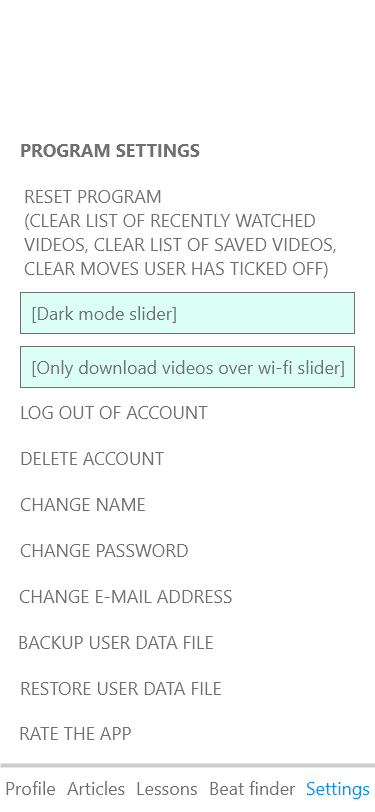 PROGRAM SETTINGS
RESET PROGRAM
(CLEAR LIST OF RECENTLY WATCHED
VIDEOS, CLEAR LIST OF SAVED VIDEOS,
CLEAR MOVES USER HAS TICKED OFF)
[Dark mode slider]
[Only download videos over wi-fi slider]
LOG OUT OF ACCOUNT
DELETE ACCOUNT
CHANGE NAME
CHANGE PASSWORD
CHANGE E-MAIL ADDRESS
BACKUP USER DATA FILE
RESTORE USER DATA FILE
RATE THE APP
Profile Articles Lessons Beat finder Settings